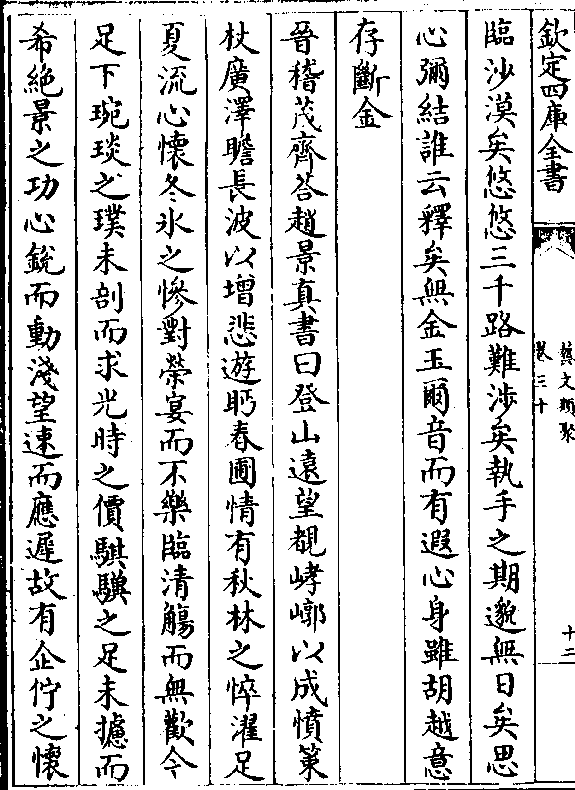 欽定四庫全書
藝文類聚
卷三十
十二
臨沙漠矣悠悠三千路難渉矣執手之期邈無日矣思
心彌結誰云釋矣無金玉爾音而有遐心身雖胡越意
存斷金
晉嵇茂齊荅趙景真書曰登山遠望覩崤嶂以成憤策
杖廣澤瞻長波以增悲遊眄春圃情有秋林之悴濯足
夏流心懷冬氷之慘對榮宴而不樂臨清觴而無歡今
足下琬琰之璞未剖而求光時之價騏驥之足未攄而
希絶景之功心銳而動淺望速而應遲故有企佇之懷